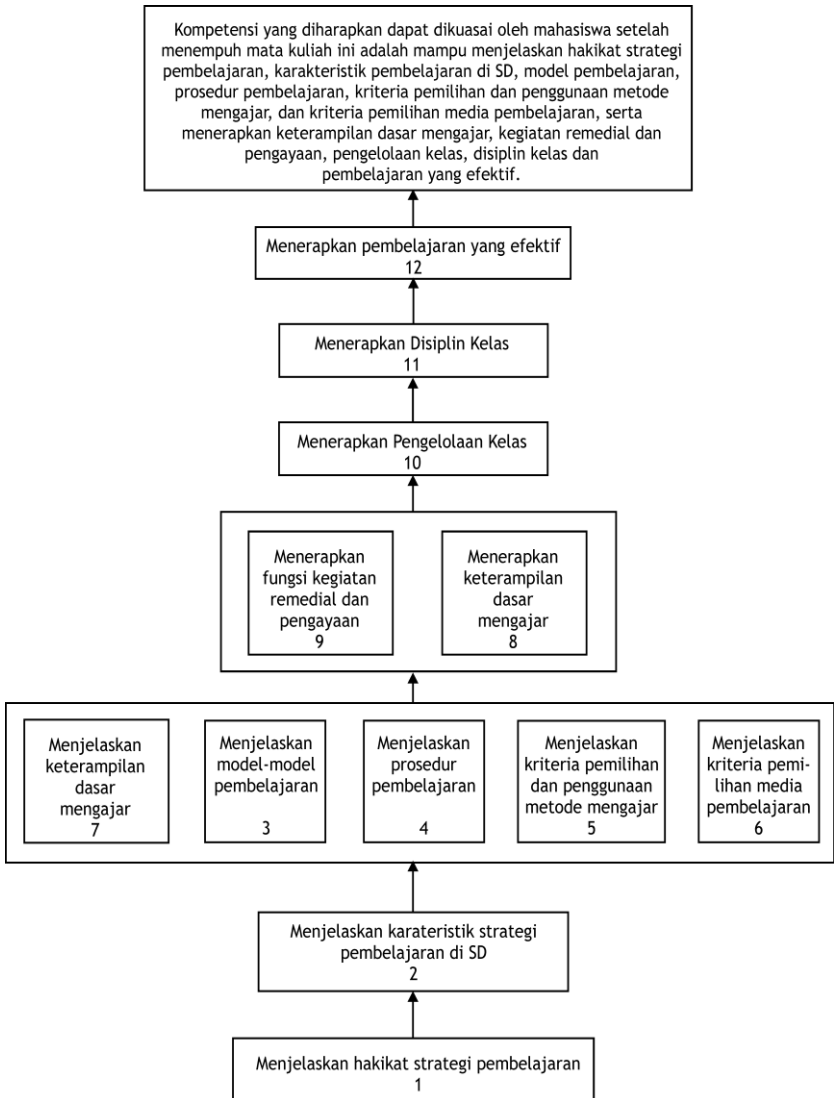 Kompetensi yang diharapkan dapat dikuasai oleh mahasiswa setelah
menempuh mata kuliah ini adalah mampu menjelaskan hakikat strategi
pembelajaran, karakteristik pembelajaran di SD, model pembelajaran,
prosedur pembelajaran, kriteria pemilihan dan penggunaan metode
mengajar, dan kriteria pemilihan media pembelajaran, serta
menerapkan keterampilan dasar mengajar, kegiatan remedial dan
pengayaan, pengelolaan kelas, disiplin kelas dan
pembelajaran yang efektif.
Menerapkan pembelajaran yang efektif
12
Menerapkan Disiplin Kelas
11
Menerapkan Pengelolaan Kelas
10
Menerapkan
fungsi kegiatan
remedial dan
pengayaan
9
Menerapkan
keterampilan
dasar
mengajar
8
Menjelaskan
keterampilan
dasar
mengajar
7
Menjelaskan
model-model
pembelajaran
3
Menjelaskan
prosedur
pembelajaran
4
Menjelaskan
kriteria pemilihan
dan penggunaan
metode mengajar
5
Menjelaskan
kriteria pemi-
lihan media
pembelajaran
6
Menjelaskan karateristik strategi
pembelajaran di SD
2
Menjelaskan hakikat strategi pembelajaran
1